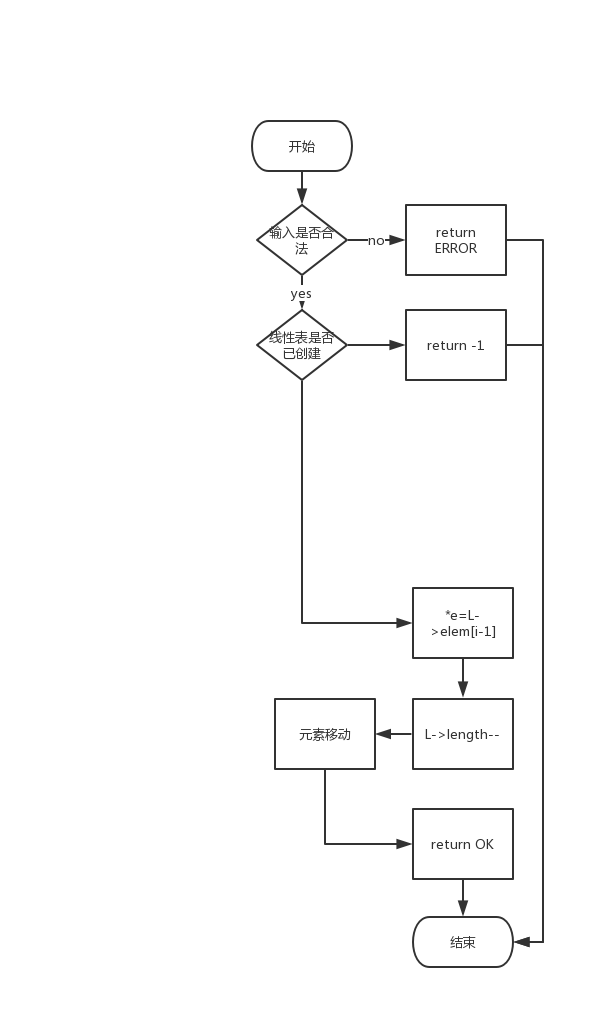 开始
输入是否合
法
no
return
ERROR
yes
线性表是否
已创建
return -1
*e=L-
>elem[i-1]
元素移动
L->length--
return OK
结束